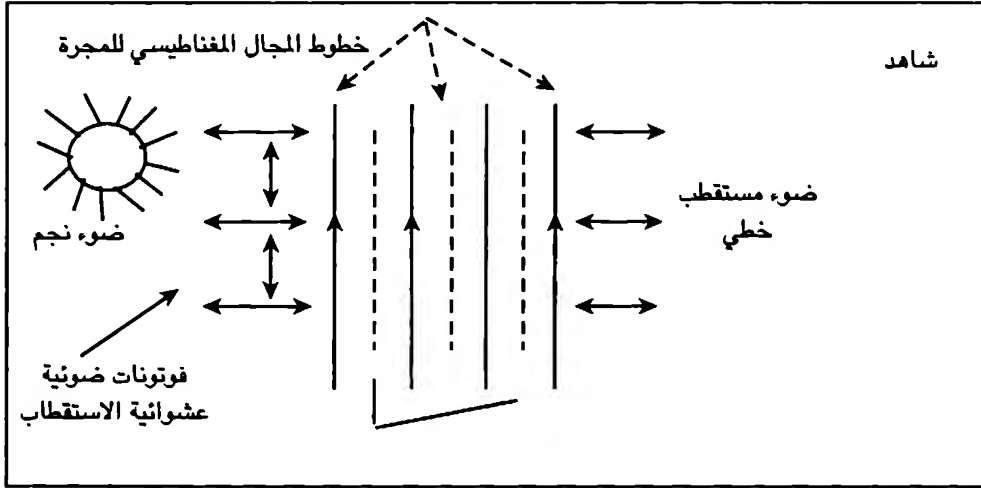 خطوط المجال المغناطيسي للمجرة
شاهد
ضوء نجم
ضوء مستقطب
خطي
فوتونات ضوئية
عشوائية الاستقطاب